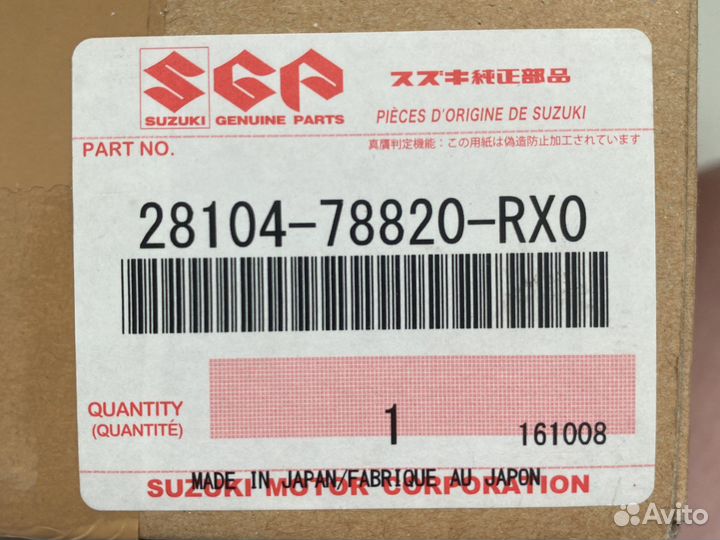 SGP
スズキ純正部品
SUZUKI GENUINE PARTS
PIÈCES D'ORIGINE DE SUZUKI
PART NO.
真贋判定機能：この用紙は偽造防止加工されています
28104-78820-RX0
QUANTITY
(QUANTITÉ)
1
161008
MADE IN JAPAN/FABRIQUE AU JAPON
SUZUKI MOTOR CORPORATION
Avito